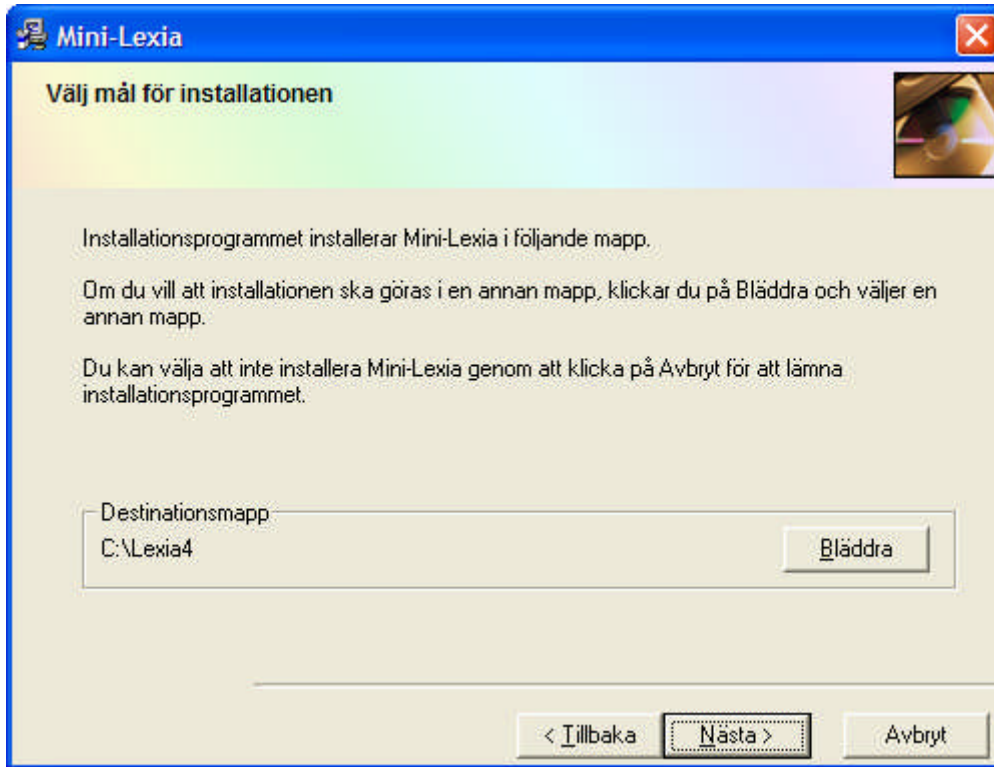 Mini-Lexia
Välj mål för installationen
Installationsprogrammet installerar Mini-Lexia i följande mapp.
Om du vill att installationen ska göras i en annan mapp, klickar du på Bläddra och väljer en
annan mapp.
Du kan välja att inte installera Mini-Lexia genom att klicka på Avbryt för att lämna
installationsprogrammet.
Destinationsmapp
C:\Lexia4
Bläddra
< Tillbaka
Nästa >
Avbryt